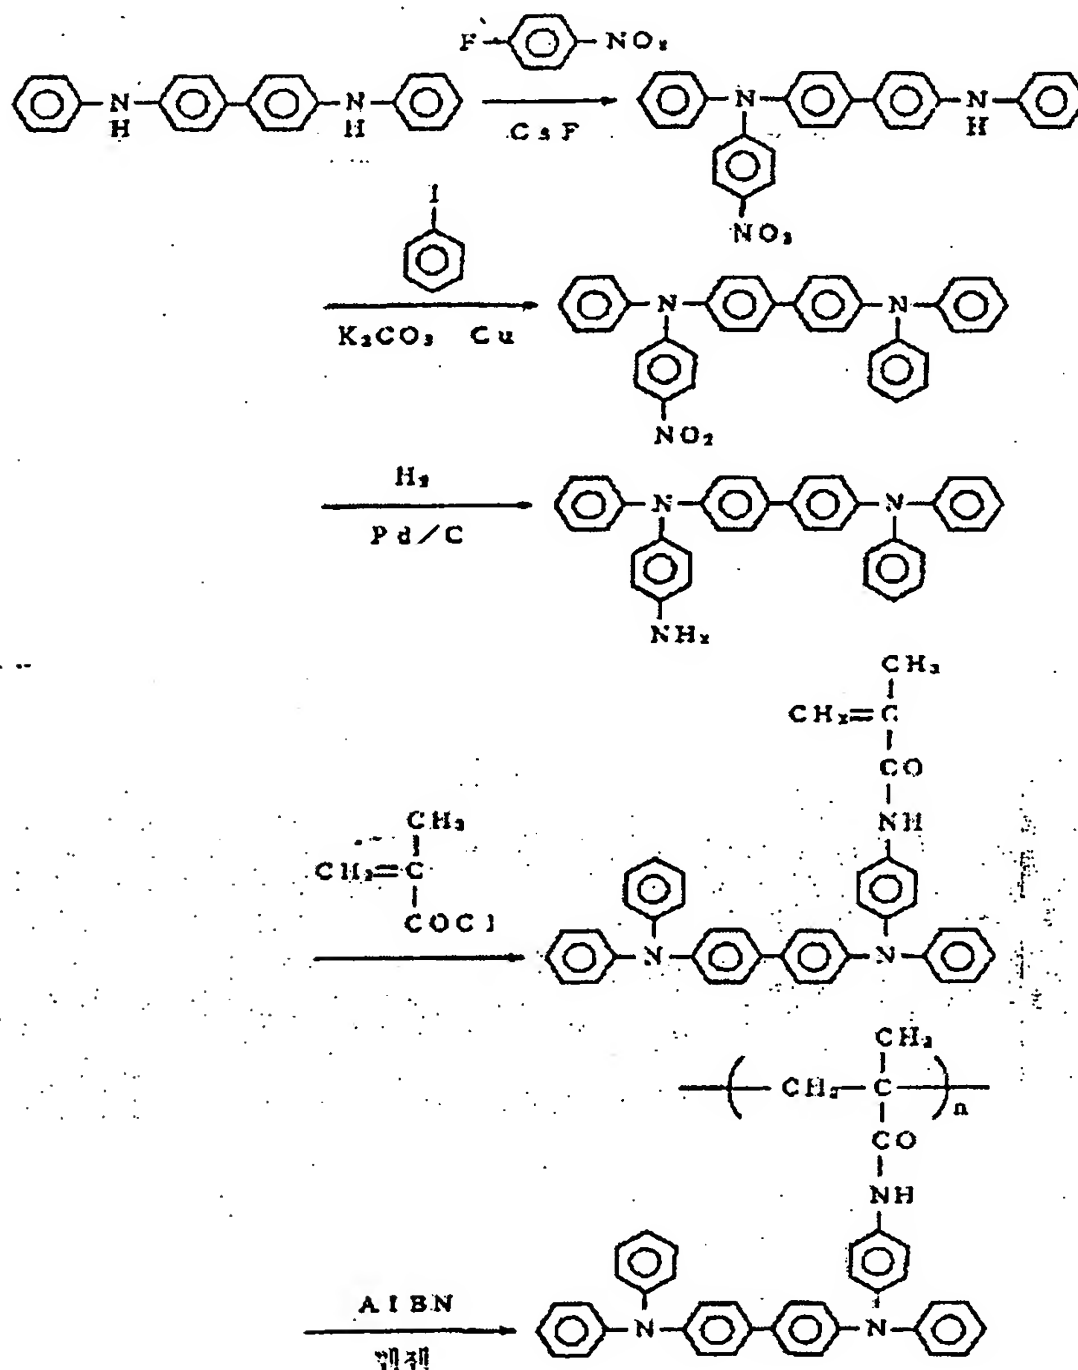 F NO₂
N N N N
H H CsF H
NO₃
I
N N
K₂CO₃ Cu
NO₂
H₂
N N
Pd/C
NH₂
CH₃
CH₂=C
CO
NH
CH₃
CH₂=C
COCl
N N
CH₃
( CH₂ C )n
CO
NH
AIBN
N N